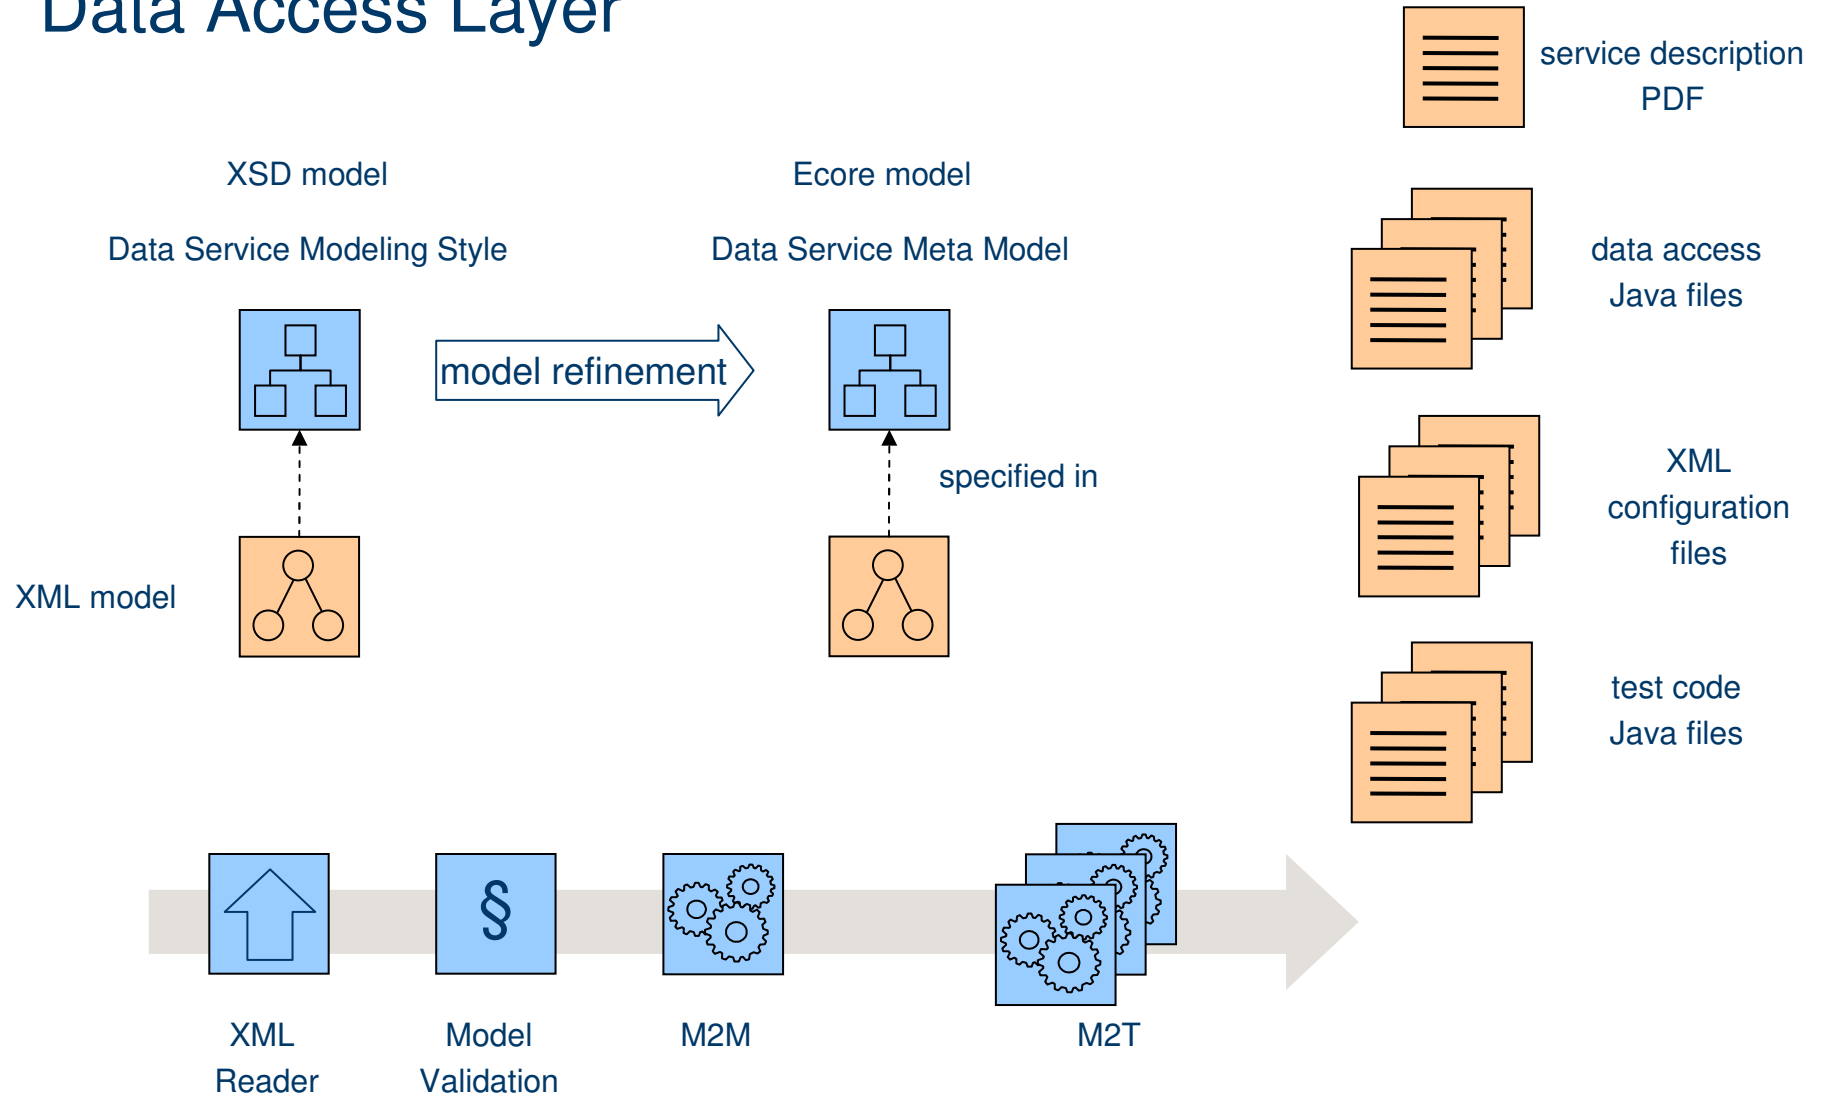 Data Access Layer
service description
PDF
XSD model
Ecore model
Data Service Modeling Style
Data Service Meta Model
data access
Java files
model refinement
specified in
XML
configuration
files
XML model
test code
Java files
§
XML
Reader
Model
Validation
M2M
M2T